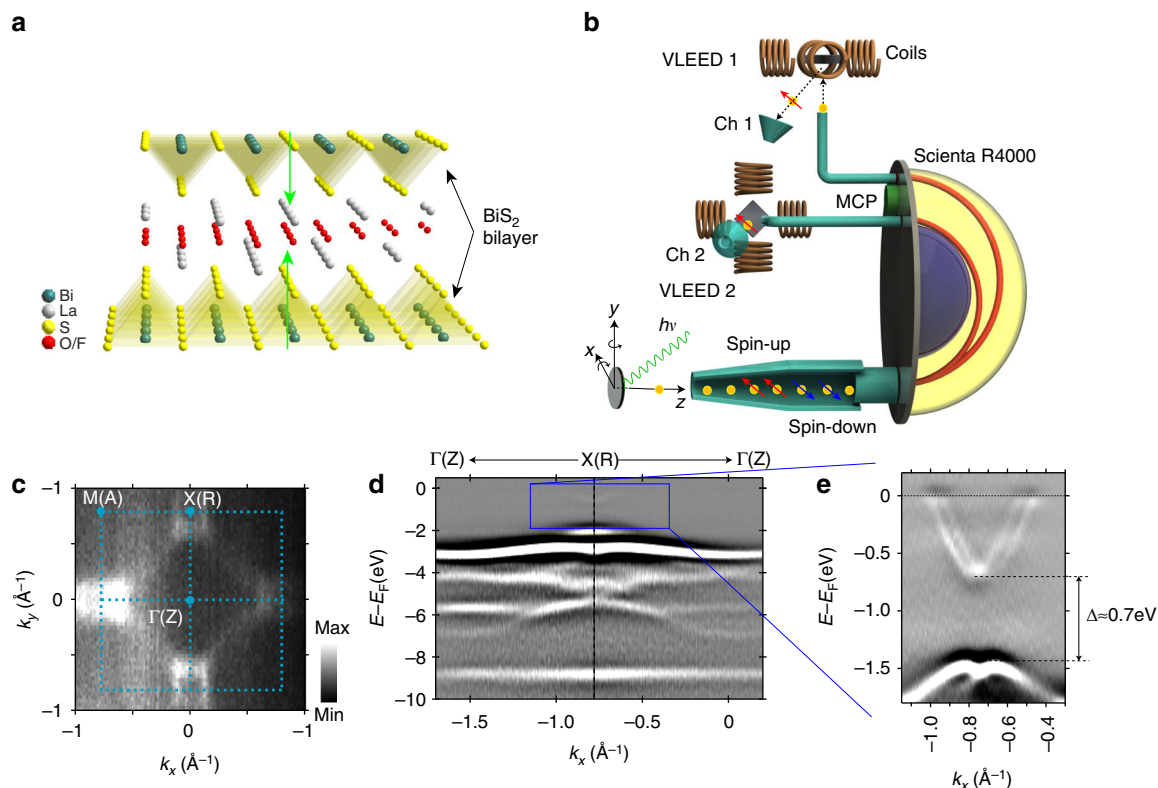 a
BiS2
bilayer
Bi
La
S
O/F
b
VLEED 1
Coils
Ch 1
Scienta R4000
MCP
Ch 2
VLEED 2
y
hν
x
z
Spin-up
Spin-down
c
−1
M(A)
X(R)
0
Γ(Z)
1
−1
0
−1
ky (Å−1)
kx (Å−1)
Max
Min
Γ(Z)
X(R)
Γ(Z)
d
0
−2
−4
−6
−8
−10
E−EF(eV)
−1.5
−1.0
−0.5
0
kx (Å−1)
e
0
−0.5
−1.0
−1.5
E−EF(eV)
Δ≈0.7eV
−1.0
−0.8
−0.6
−0.4
kx (Å−1)